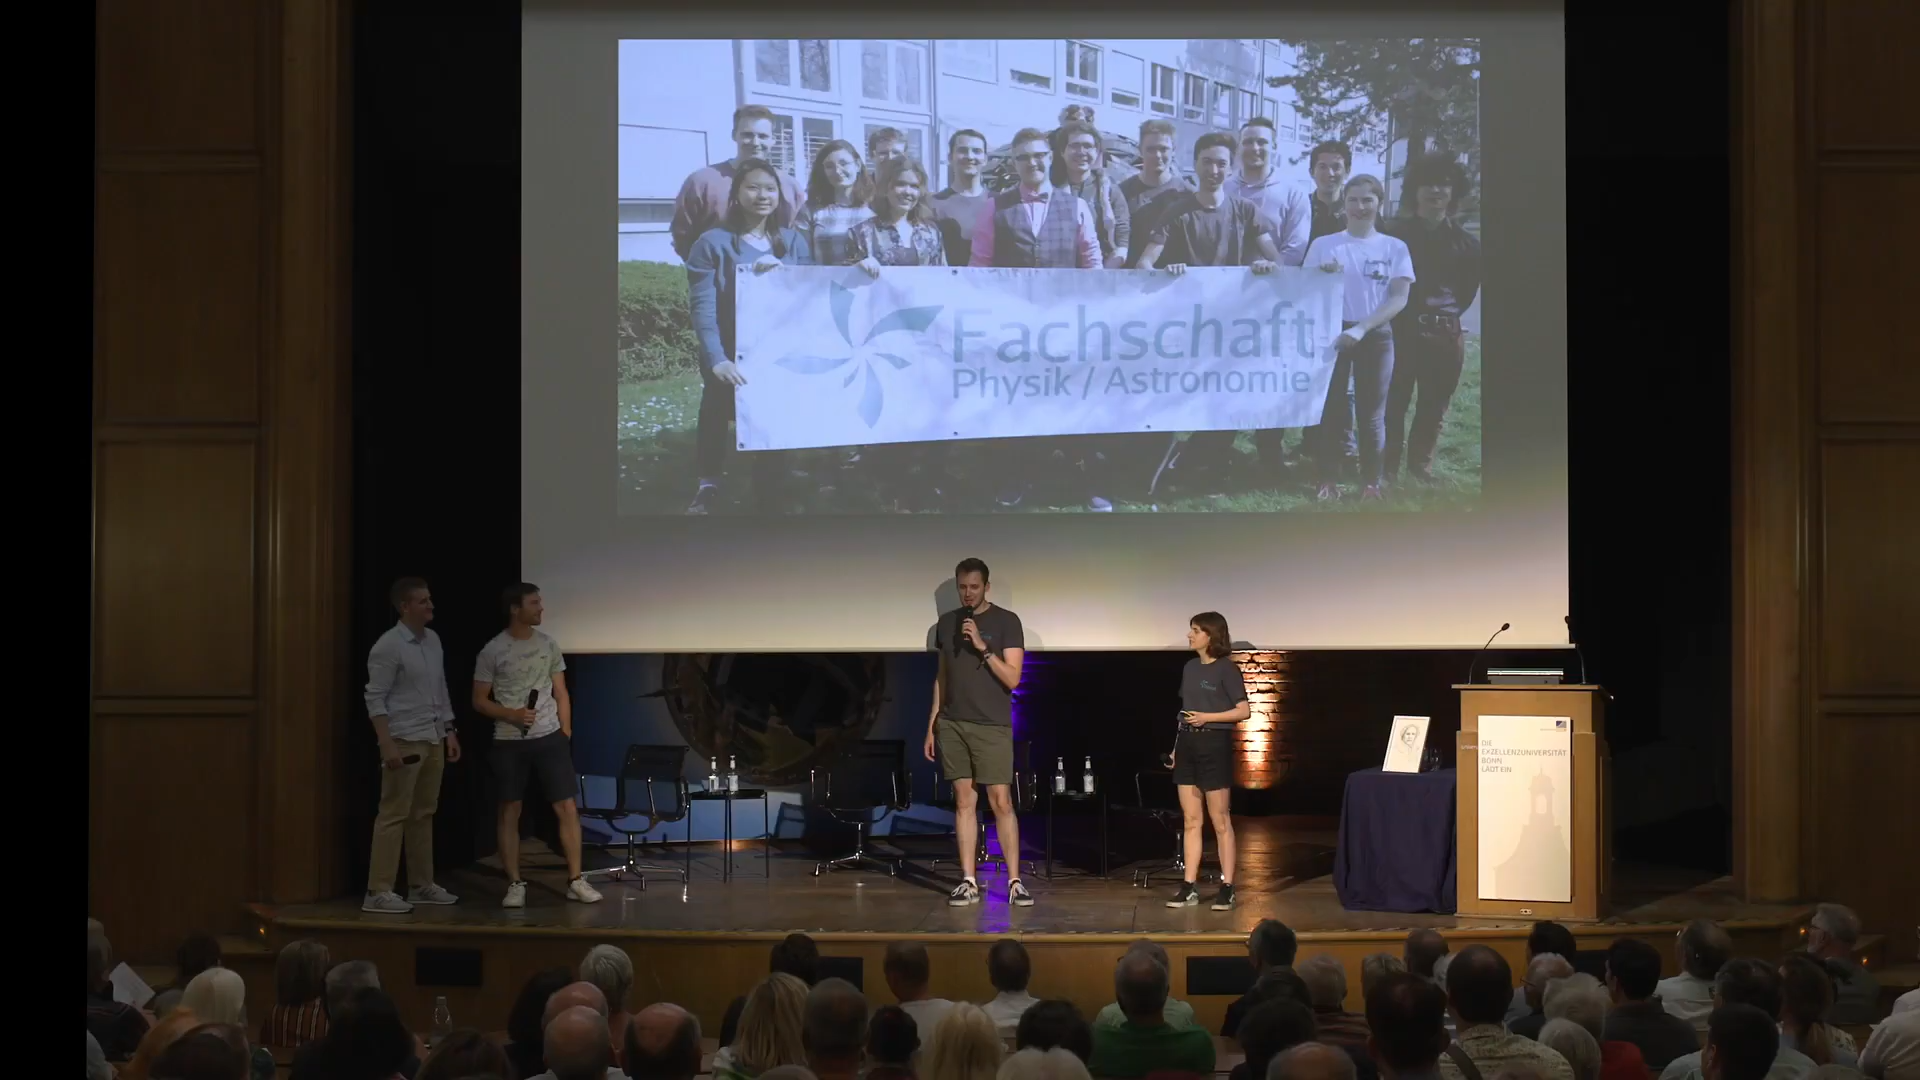 Fachschaft
Physik / Astronomie
DIE
EXZELLENZUNIVERSITÄT
BONN
LÄDT EIN